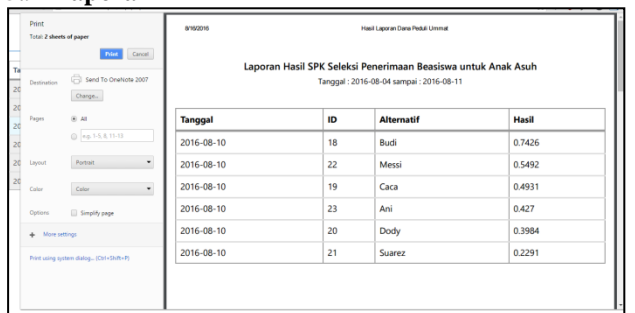 Print
Total: 2 sheets of paper
Print Cancel
Destination Send To OneNote 2007
Change...
Pages All
e.g. 1-5, 8, 11-13
Layout Portrait
Color Color
Options Simplify page
+ More settings
Print using system dialog... (Ctrl+Shift+P)
8/16/2016 Hasil Laporan Dana Peduli Ummat
Laporan Hasil SPK Seleksi Penerimaan Beasiswa untuk Anak Asuh
Tanggal : 2016-08-04 sampai : 2016-08-11
Tanggal ID Alternatif Hasil
2016-08-10 18 Budi 0.7426
2016-08-10 22 Messi 0.5492
2016-08-10 19 Caca 0.4931
2016-08-10 23 Ani 0.427
2016-08-10 20 Dody 0.3984
2016-08-10 21 Suarez 0.2291